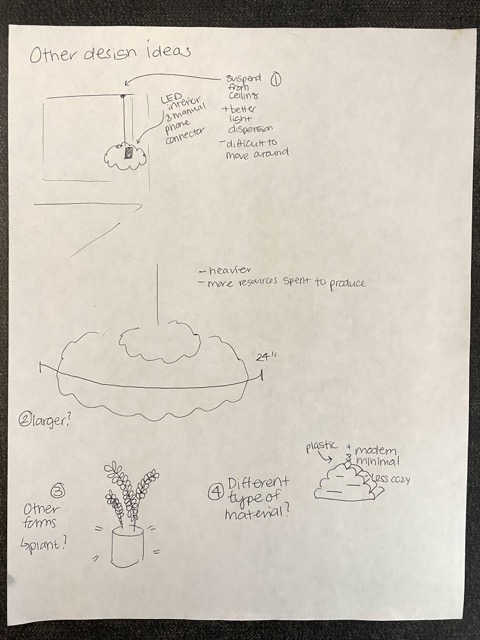 Other design ideas
suspend
from
ceiling
①
+ better
light
dispersion
- difficult to
move around
LED
interior
& manual
phone
connector
- heavier
- more resources spent to produce
24"
② larger?
③
Other
forms
↳ plant?
④ Different
type of
material?
plastic
+ modern
minimal
- less cozy